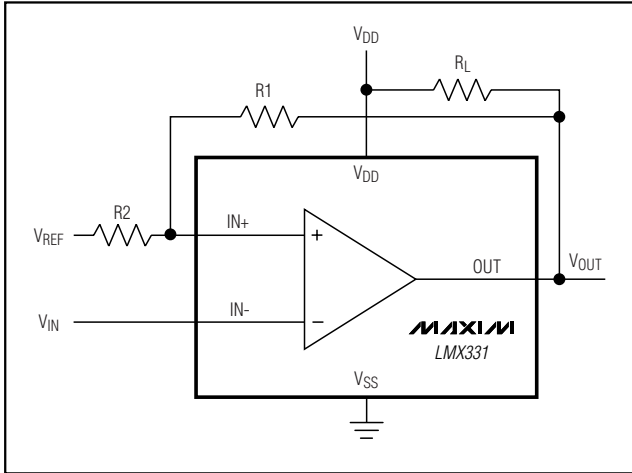 VDD
RL
R1
VDD
R2
VREF
IN+
+
OUT
VOUT
VIN
IN-
−
MAXIM
LMX331
VSS